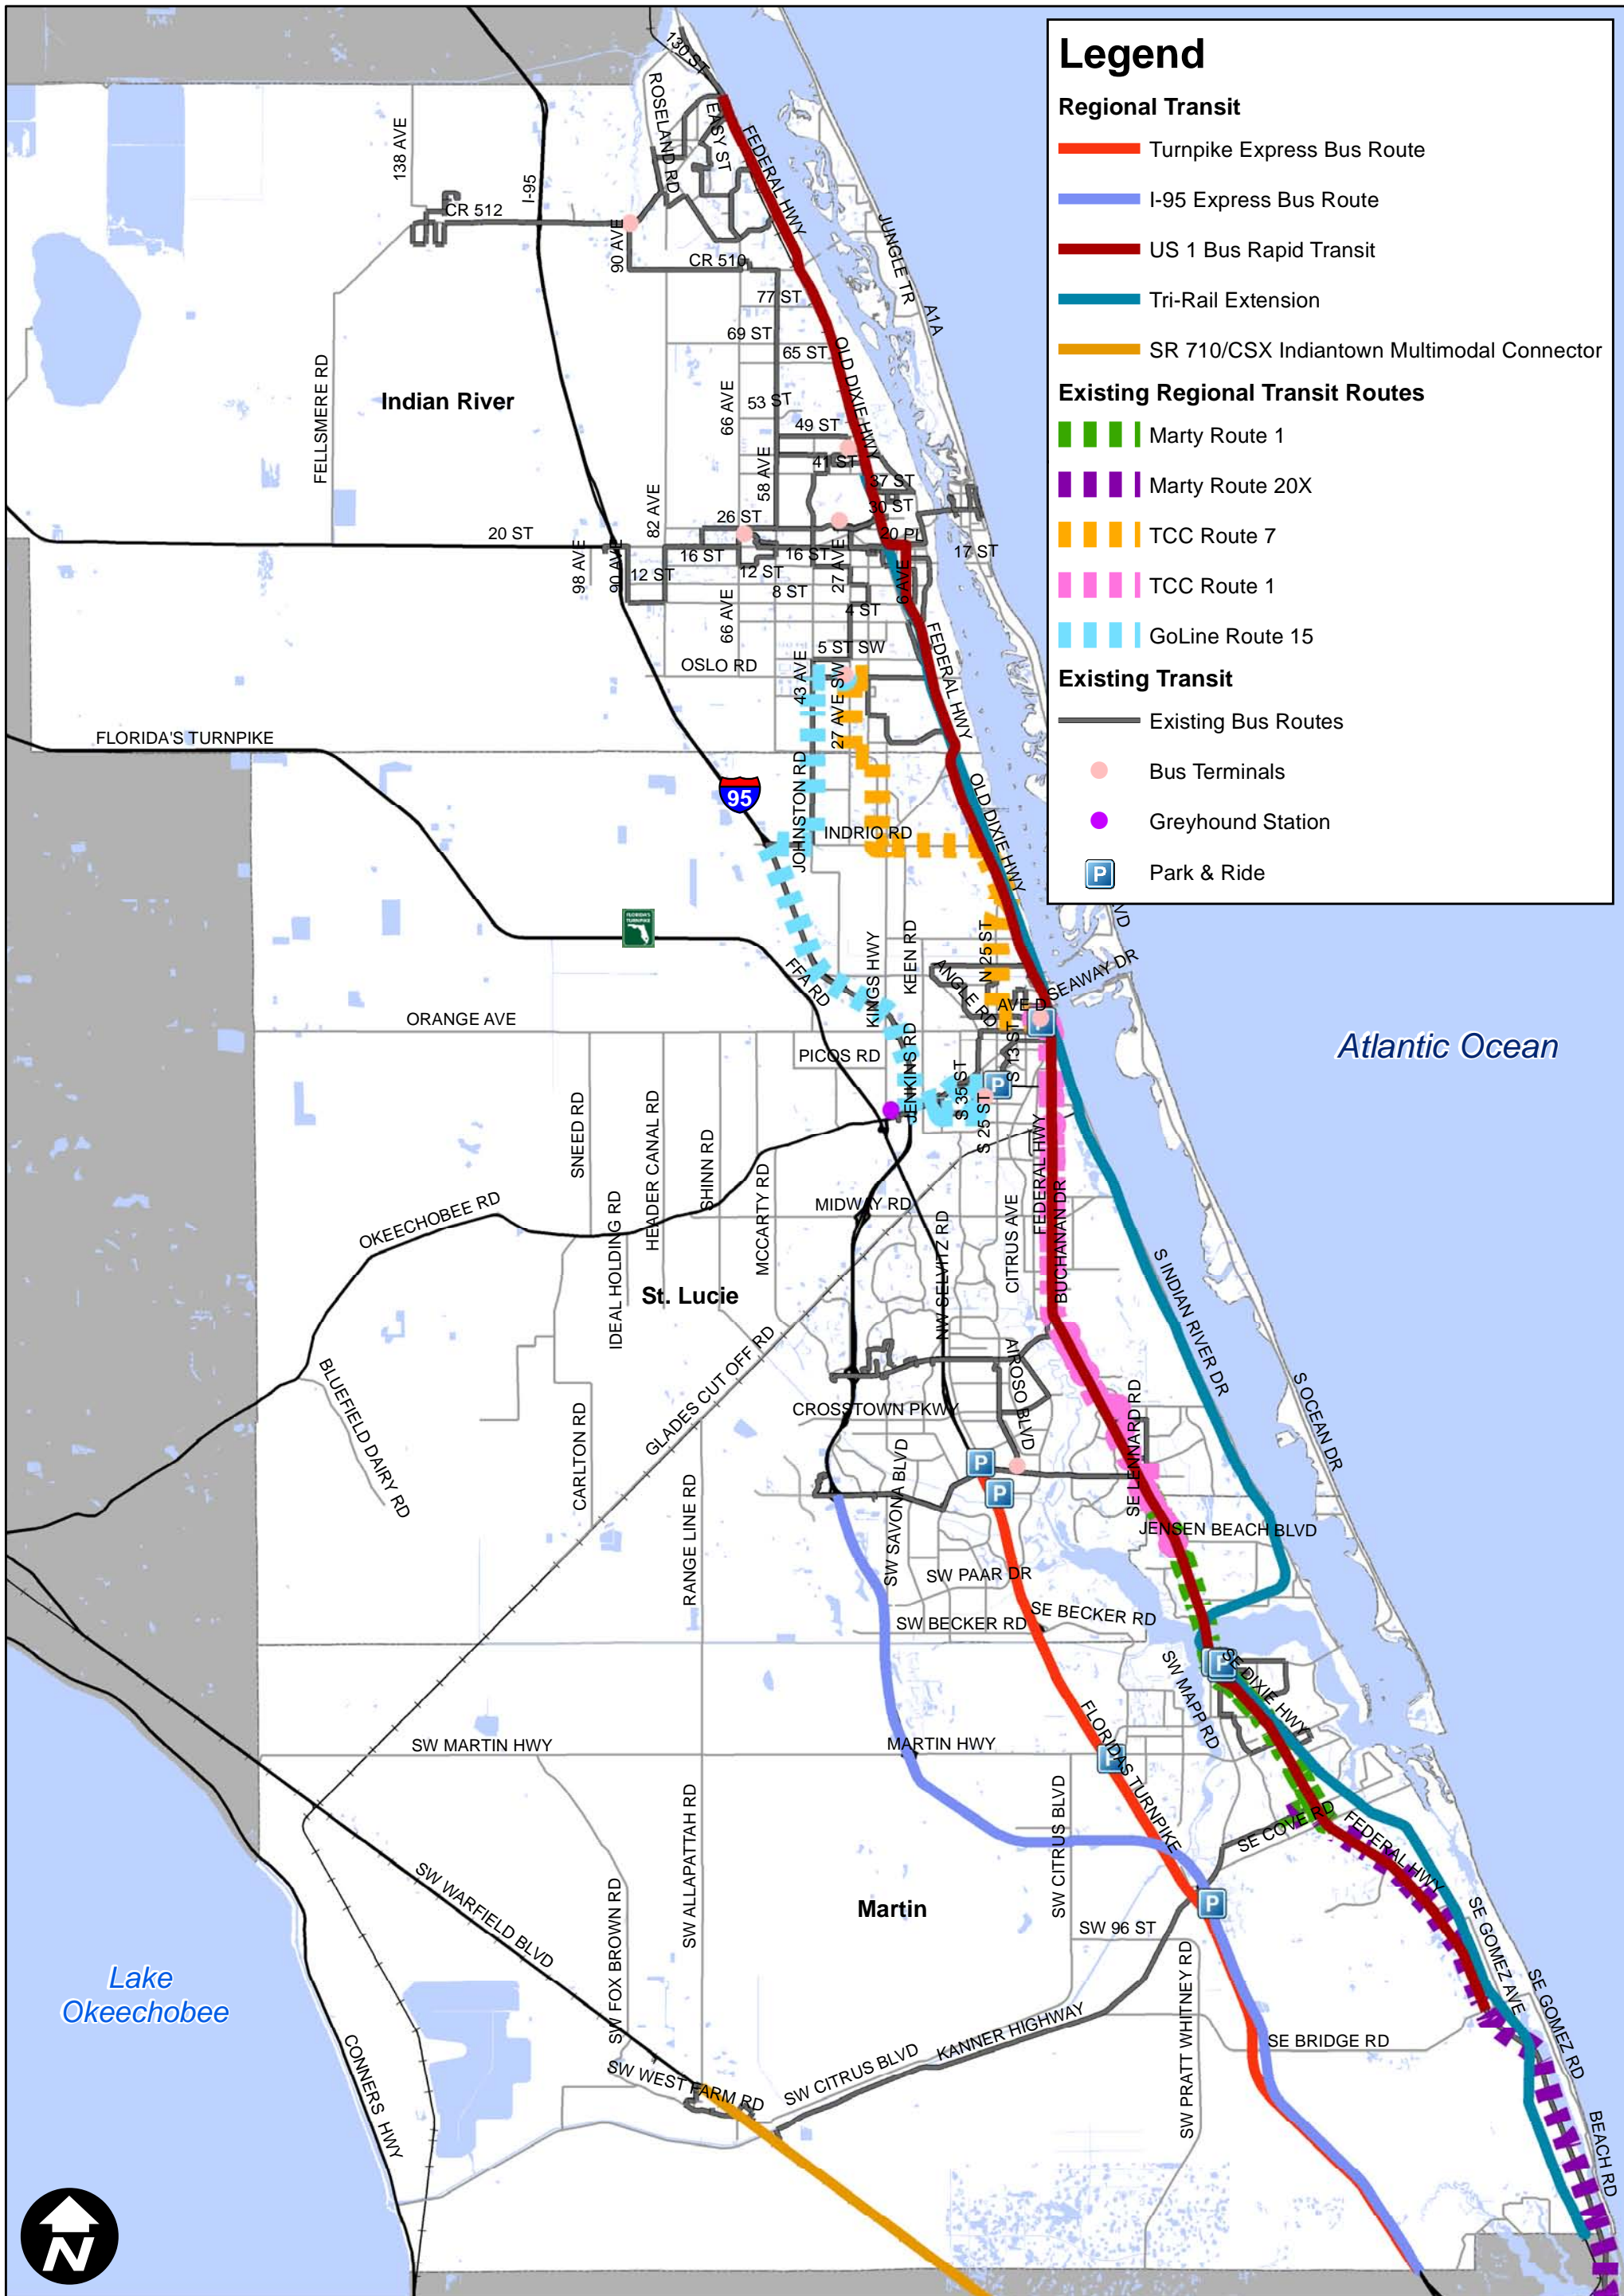 Legend
Regional Transit
Turnpike Express Bus Route
I-95 Express Bus Route
US 1 Bus Rapid Transit
Tri-Rail Extension
SR 710/CSX Indiantown Multimodal Connector
Existing Regional Transit Routes
Marty Route 1
Marty Route 20X
TCC Route 7
TCC Route 1
GoLine Route 15
Existing Transit
Existing Bus Routes
Bus Terminals
Greyhound Station
P
Park & Ride
130 ST
ROSELAND RD
EASY ST
FEDERAL HWY
138 AVE
I-95
CR 512
90 AVE
CR 510
JUNGLE TR
A1A
77 ST
69 ST
65 ST
OLD DIXIE HWY
FELLSMERE RD
Indian River
66 AVE
53 ST
49 ST
41 ST
58 AVE
37 ST
30 ST
82 AVE
26 ST
20 ST
20 PL
98 AVE
90 AVE
16 ST
16 ST
27 AVE
17 ST
12 ST
12 ST
8 ST
6 AVE
66 AVE
4 ST
5 ST SW
OSLO RD
43 AVE
27 AVE SW
FEDERAL HWY
FLORIDA'S TURNPIKE
JOHNSTON RD
95
INDRIO RD
OLD DIXIE HWY
FLORIDA'S
TURNPIKE
FFA RD
KINGS HWY
KEEN RD
N 25 ST
ANGLE RD
SEAWAY DR
AVE D
ORANGE AVE
PICOS RD
JENKINS RD
S 13 ST
P
S 35 ST
S 25 ST
Atlantic Ocean
SNEED RD
HEADER CANAL RD
SHINN RD
MCCARTY RD
MIDWAY RD
OKEECHOBEE RD
IDEAL HOLDING RD
NW SELVITZ RD
CITRUS AVE
FEDERAL HWY
BUCHANAN DR
S INDIAN RIVER DR
St. Lucie
GLADES CUT OFF RD
BLUEFIELD DAIRY RD
CARLTON RD
RANGE LINE RD
CROSSTOWN PKWY
AIROSO BLVD
SE LENNARD RD
S OCEAN DR
P
P
SW SAVONA BLVD
JENSEN BEACH BLVD
SW PAAR DR
SW BECKER RD
SE BECKER RD
P
SE DIXIE HWY
SW MAPP RD
SW MARTIN HWY
MARTIN HWY
P
FLORIDAS TURNPIKE
SW CITRUS BLVD
SE COVE RD
FEDERAL HWY
SW ALLAPATTAH RD
SW WARFIELD BLVD
SW FOX BROWN RD
Martin
P
SW 96 ST
SE GOMEZ AVE
SE GOMEZ RD
Lake
Okeechobee
CONNERS HWY
SW WEST FARM RD
SW CITRUS BLVD
KANNER HIGHWAY
SW PRATT WHITNEY RD
SE BRIDGE RD
BEACH RD
N